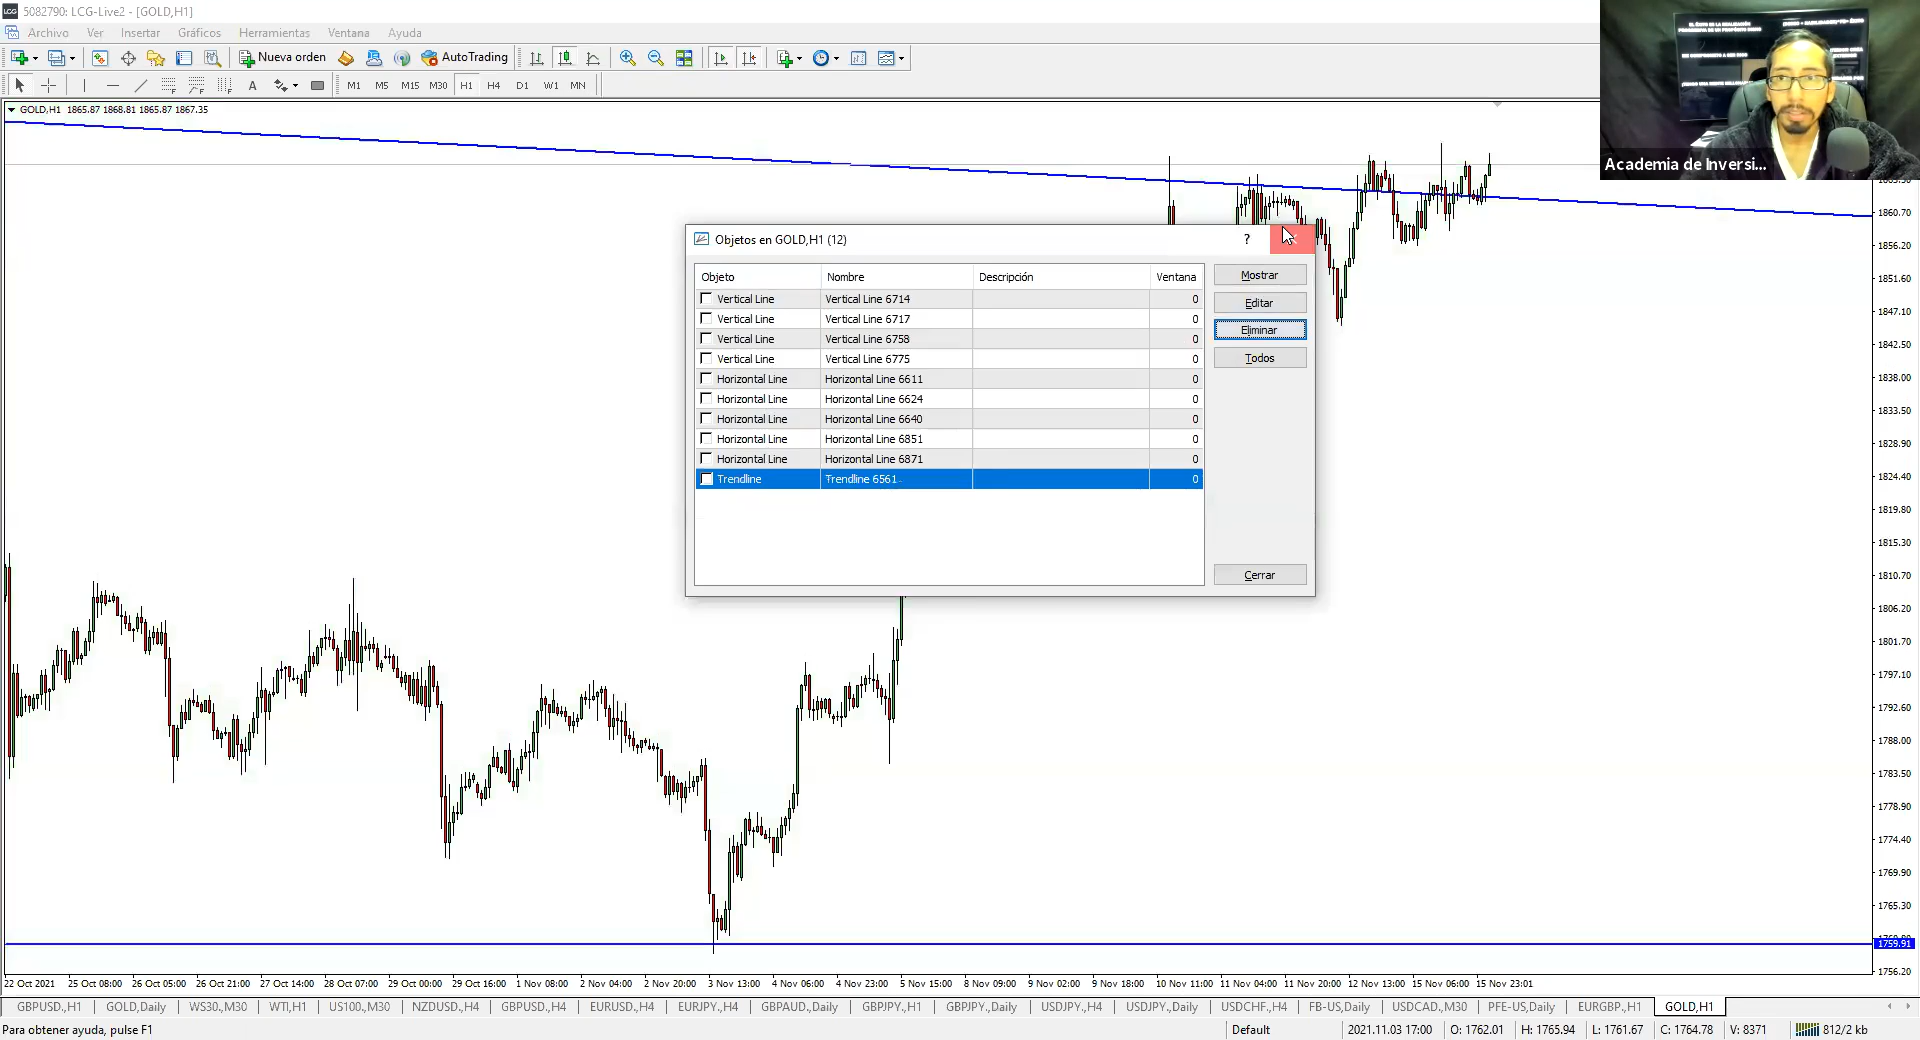 5082790: LCG-Live2 - [GOLD,H1]
Archivo Ver Insertar Gráficos Herramientas Ventana Ayuda
Nueva orden AutoTrading
A M1 M5 M15 M30 H1 H4 D1 W1 MN
GOLD,H1 1865.87 1868.81 1865.87 1867.35
Academia de Inversi...
Objetos en GOLD,H1 (12) ?
Objeto Nombre Descripción Ventana
Vertical Line Vertical Line 6714 0
Vertical Line Vertical Line 6717 0
Vertical Line Vertical Line 6758 0
Vertical Line Vertical Line 6775 0
Horizontal Line Horizontal Line 6611 0
Horizontal Line Horizontal Line 6624 0
Horizontal Line Horizontal Line 6640 0
Horizontal Line Horizontal Line 6851 0
Horizontal Line Horizontal Line 6871 0
Trendline Trendline 6561 0
Mostrar
Editar
Eliminar
Todos
Cerrar
1860.70
1856.20
1851.60
1847.10
1842.50
1838.00
1833.50
1828.90
1824.40
1819.80
1815.30
1810.70
1806.20
1801.70
1797.10
1792.60
1788.00
1783.50
1778.90
1774.40
1769.90
1765.30
1759.91
1756.20
22 Oct 2021 25 Oct 08:00 26 Oct 05:00 26 Oct 21:00 27 Oct 14:00 28 Oct 07:00 29 Oct 00:00 29 Oct 16:00 1 Nov 08:00 2 Nov 04:00 2 Nov 20:00 3 Nov 13:00 4 Nov 06:00 4 Nov 23:00 5 Nov 15:00 8 Nov 09:00 9 Nov 02:00 9 Nov 18:00 10 Nov 11:00 11 Nov 04:00 11 Nov 20:00 12 Nov 13:00 15 Nov 06:00 15 Nov 23:01
GBPUSD.,H1 GOLD,Daily WS30.,M30 WTI,H1 US100.,M30 NZDUSD.,H4 GBPUSD.,H4 EURUSD.,H4 EURJPY.,H4 GBPAUD.,Daily GBPJPY.,H1 GBPJPY.,Daily USDJPY.,H4 USDJPY.,Daily USDCHF.,H4 FB-US,Daily USDCAD.,M30 PFE-US,Daily EURGBP.,H1 GOLD,H1
Para obtener ayuda, pulse F1 Default 2021.11.03 17:00 O: 1762.01 H: 1765.94 L: 1761.67 C: 1764.78 V: 8371 812/2 kb